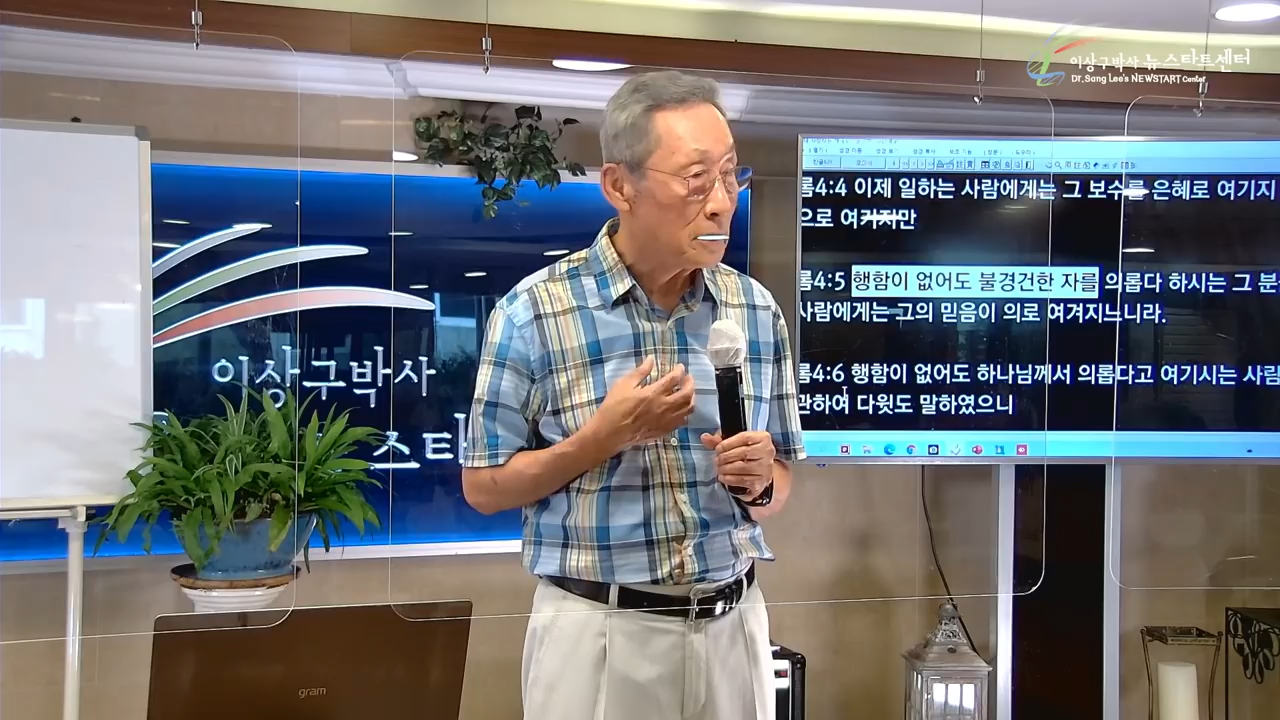 이상구박사 뉴스타트센터
Dr. Sang Lee's NEWSTART Center
롬4:4 이제 일하는 사람에게는 그 보수를 은혜로 여기지
으로 여기지만
롬4:5 행함이 없어도 불경건한 자를 의롭다 하시는 그 분
사람에게는 그의 믿음이 의로 여겨지느니라.
롬4:6 행함이 없어도 하나님께서 의롭다고 여기시는 사람
관하여 다윗도 말하였으니
이상구박사
스타
gram